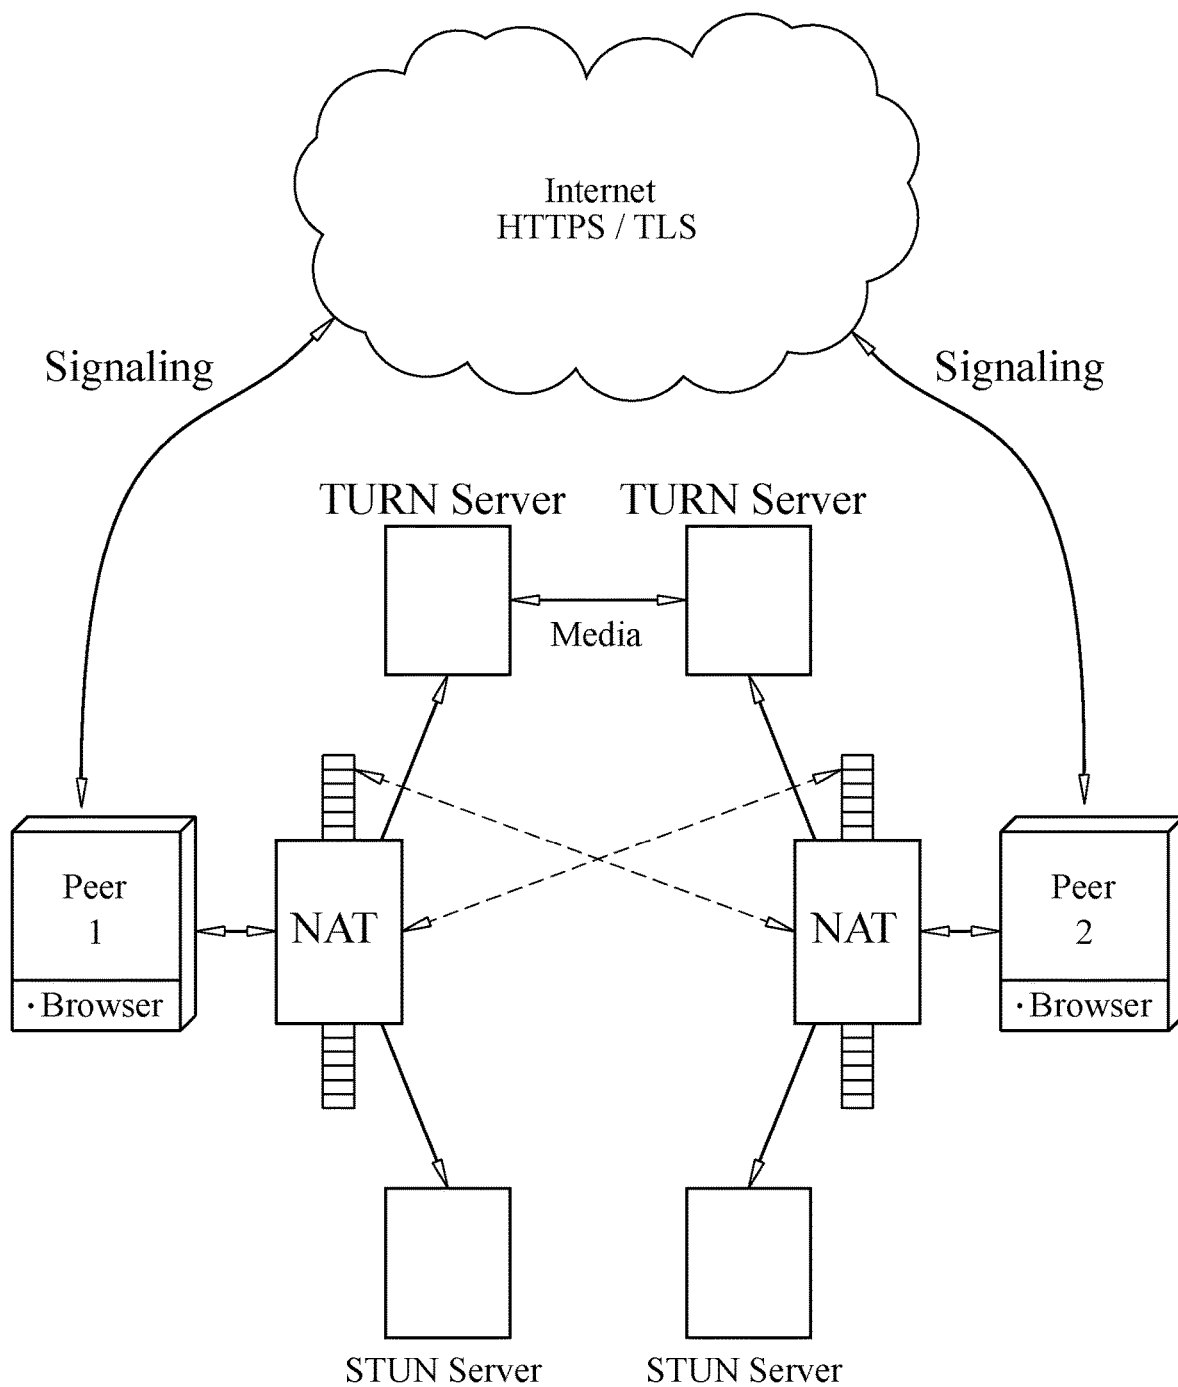 Internet
HTTPS / TLS
Signaling
Signaling
TURN Server
TURN Server
Media
Peer
1
·Browser
NAT
NAT
Peer
2
·Browser
STUN Server
STUN Server